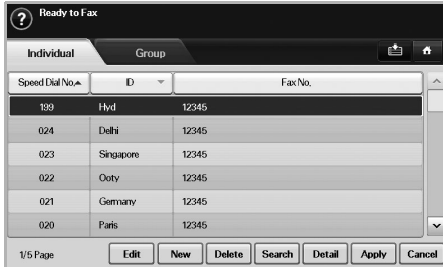 Ready to Fax
Individual Group
Speed Dial No. ID Fax No.
199 Hyd 12345
024 Delhi 12345
023 Singapore 12345
022 Ooty 12345
021 Germany 12345
020 Paris 12345
1/5 Page Edit New Delete Search Detail Apply Cancel